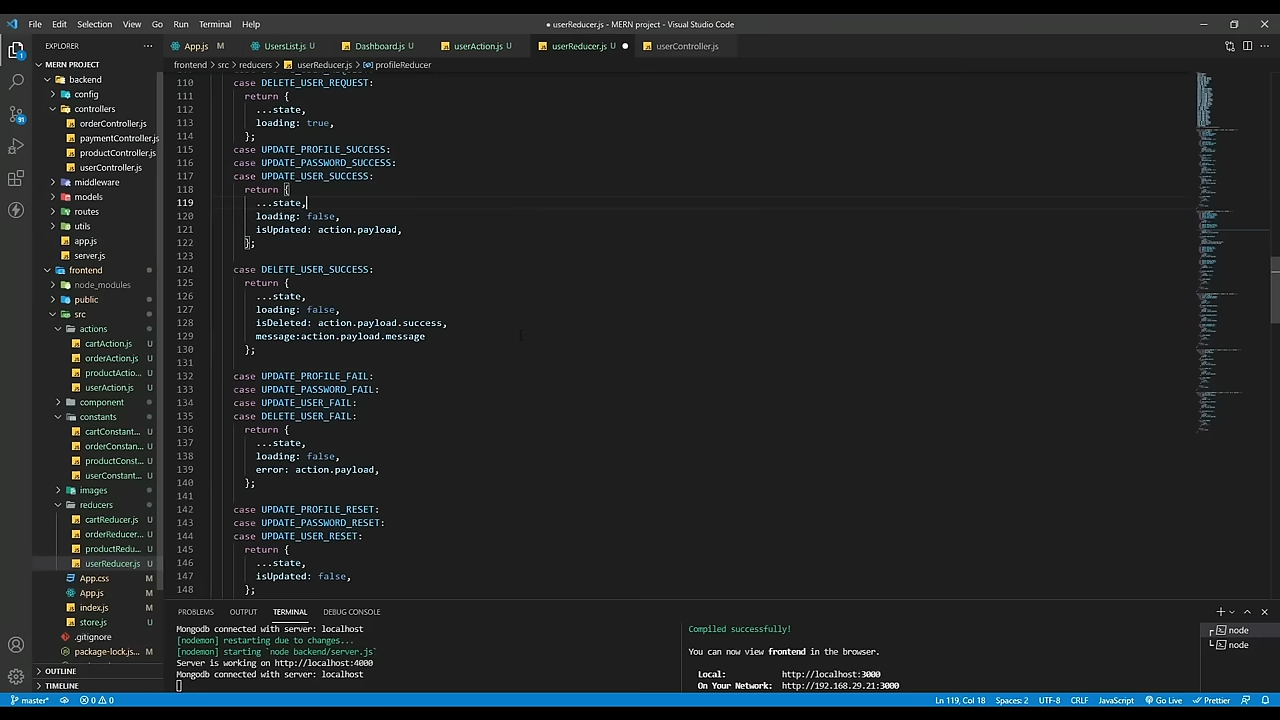 File Edit Selection View Go Run Terminal Help
● userReducer.js - MERN project - Visual Studio Code
EXPLORER
App.js M
UsersList.js U
Dashboard.js U
userAction.js U
userReducer.js U
userController.js
frontend > src > reducers > userReducer.js > profileReducer
MERN PROJECT
backend
config
controllers
orderController.js
paymentController.js
productController.js
userController.js
middleware
models
routes
utils
app.js
server.js
frontend
node_modules
public
src
actions
cartAction.js U
orderAction.js U
productActio... U
userAction.js U
component
constants
cartConstant... U
orderConstan... U
productConst... U
userConstant... U
images
reducers
cartReducer.js U
orderReducer... U
productRedu... U
userReducer.js U
App.css M
App.js M
index.js M
store.js U
.gitignore
package-lock.js... M
OUTLINE
TIMELINE
110 case DELETE_USER_REQUEST:
111 return {
112 ...state,
113 loading: true,
114 };
115 case UPDATE_PROFILE_SUCCESS:
116 case UPDATE_PASSWORD_SUCCESS:
117 case UPDATE_USER_SUCCESS:
118 return {
119 ...state,
120 loading: false,
121 isUpdated: action.payload,
122 };
123
124 case DELETE_USER_SUCCESS:
125 return {
126 ...state,
127 loading: false,
128 isDeleted: action.payload.success,
129 message:action.payload.message
130 };
131
132 case UPDATE_PROFILE_FAIL:
133 case UPDATE_PASSWORD_FAIL:
134 case UPDATE_USER_FAIL:
135 case DELETE_USER_FAIL:
136 return {
137 ...state,
138 loading: false,
139 error: action.payload,
140 };
141
142 case UPDATE_PROFILE_RESET:
143 case UPDATE_PASSWORD_RESET:
144 case UPDATE_USER_RESET:
145 return {
146 ...state,
147 isUpdated: false,
148 };
PROBLEMS OUTPUT TERMINAL DEBUG CONSOLE
Mongodb connected with server: localhost
[nodemon] restarting due to changes...
[nodemon] starting `node backend/server.js`
Server is working on http://localhost:4000
Mongodb connected with server: localhost
Compiled successfully!
You can now view frontend in the browser.
Local: http://localhost:3000
On Your Network: http://192.168.29.21:3000
node
node
master* 0 0 Ln 119, Col 18 Spaces: 2 UTF-8 CRLF JavaScript Go Live Prettier